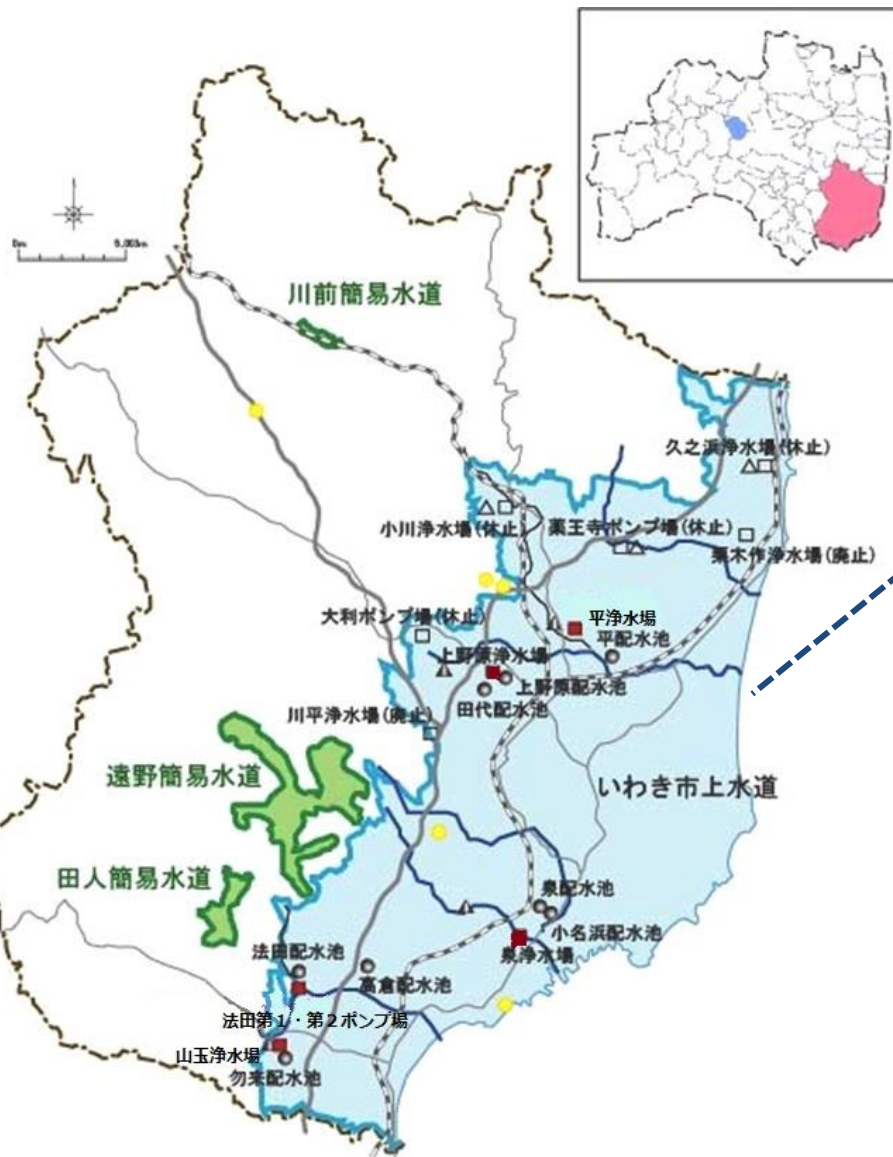 0m
5,000m
川前簡易水道
久之浜浄水場(休止)
小川浄水場(休止)
薬王寺ポンプ場(休止)
栗木作浄水場(廃止)
大利ポンプ場(休止)
平浄水場
平配水池
上野原浄水場
上野原配水池
田代配水池
川平浄水場(廃止)
遠野簡易水道
いわき市上水道
田人簡易水道
泉配水池
小名浜配水池
泉浄水場
法田配水池
高倉配水池
法田第1・第2ポンプ場
山玉浄水場
勿来配水池